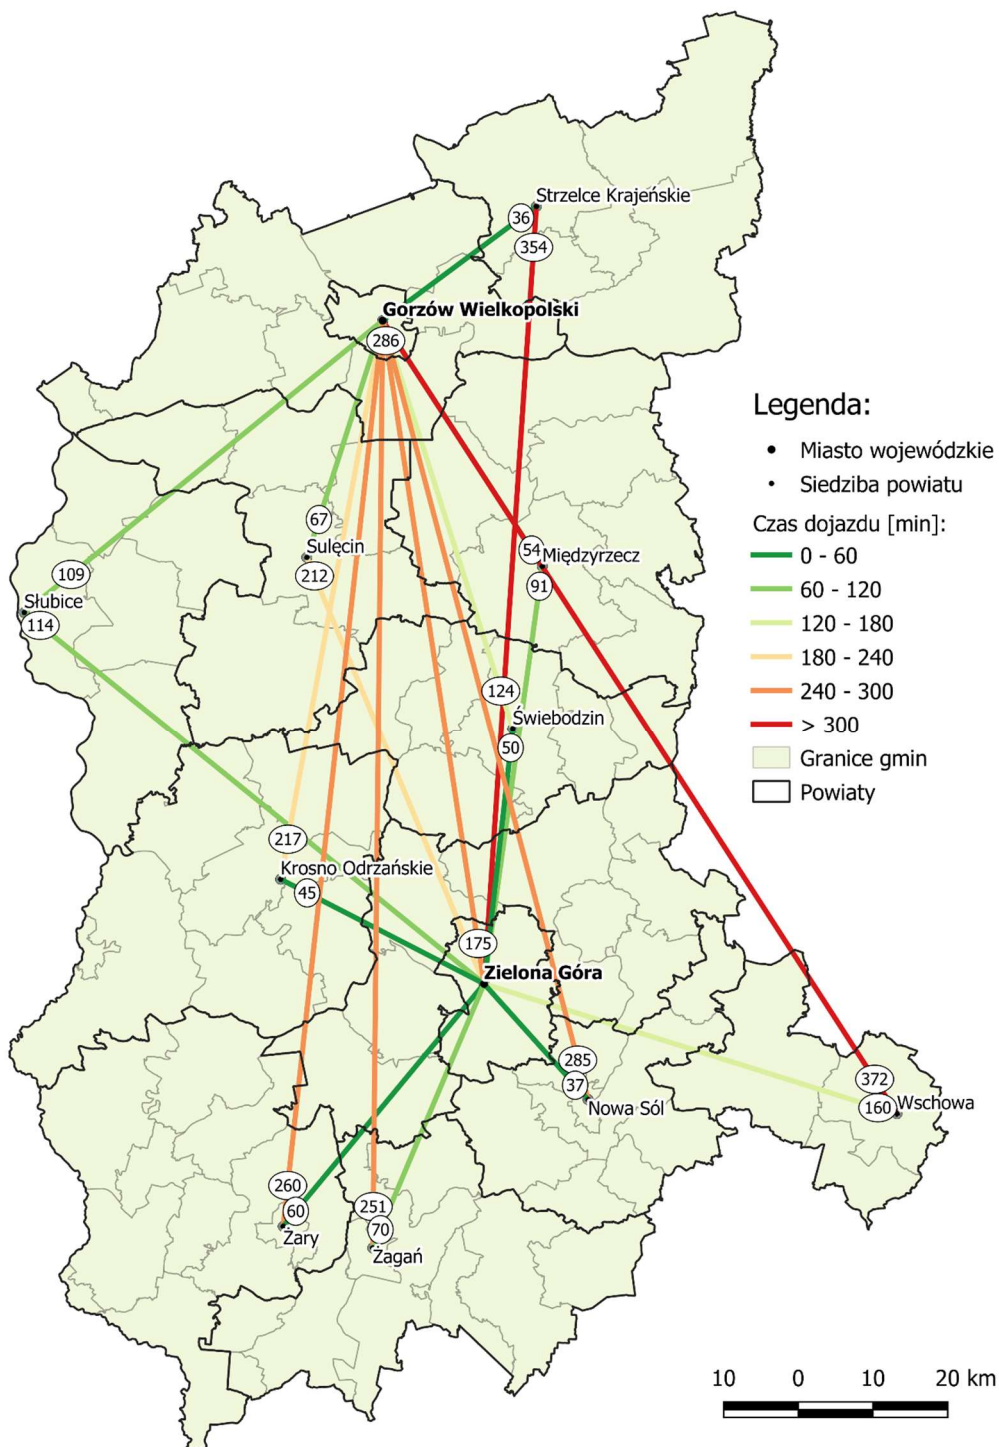 Strzelce Krajeńskie
36
354
Gorzów Wielkopolski
286
Legenda:
Miasto wojewódzkie
Siedziba powiatu
Czas dojazdu [min]:
0 - 60
60 - 120
120 - 180
180 - 240
240 - 300
> 300
Granice gmin
Powiaty
67
Sulęcin
212
54
Międzyrzecz
91
109
Słubice
114
124
Świebodzin
50
217
Krosno Odrzańskie
45
175
Zielona Góra
285
37
Nowa Sól
372
160
Wschowa
260
60
Żary
251
70
Żagań
10 0 10 20 km